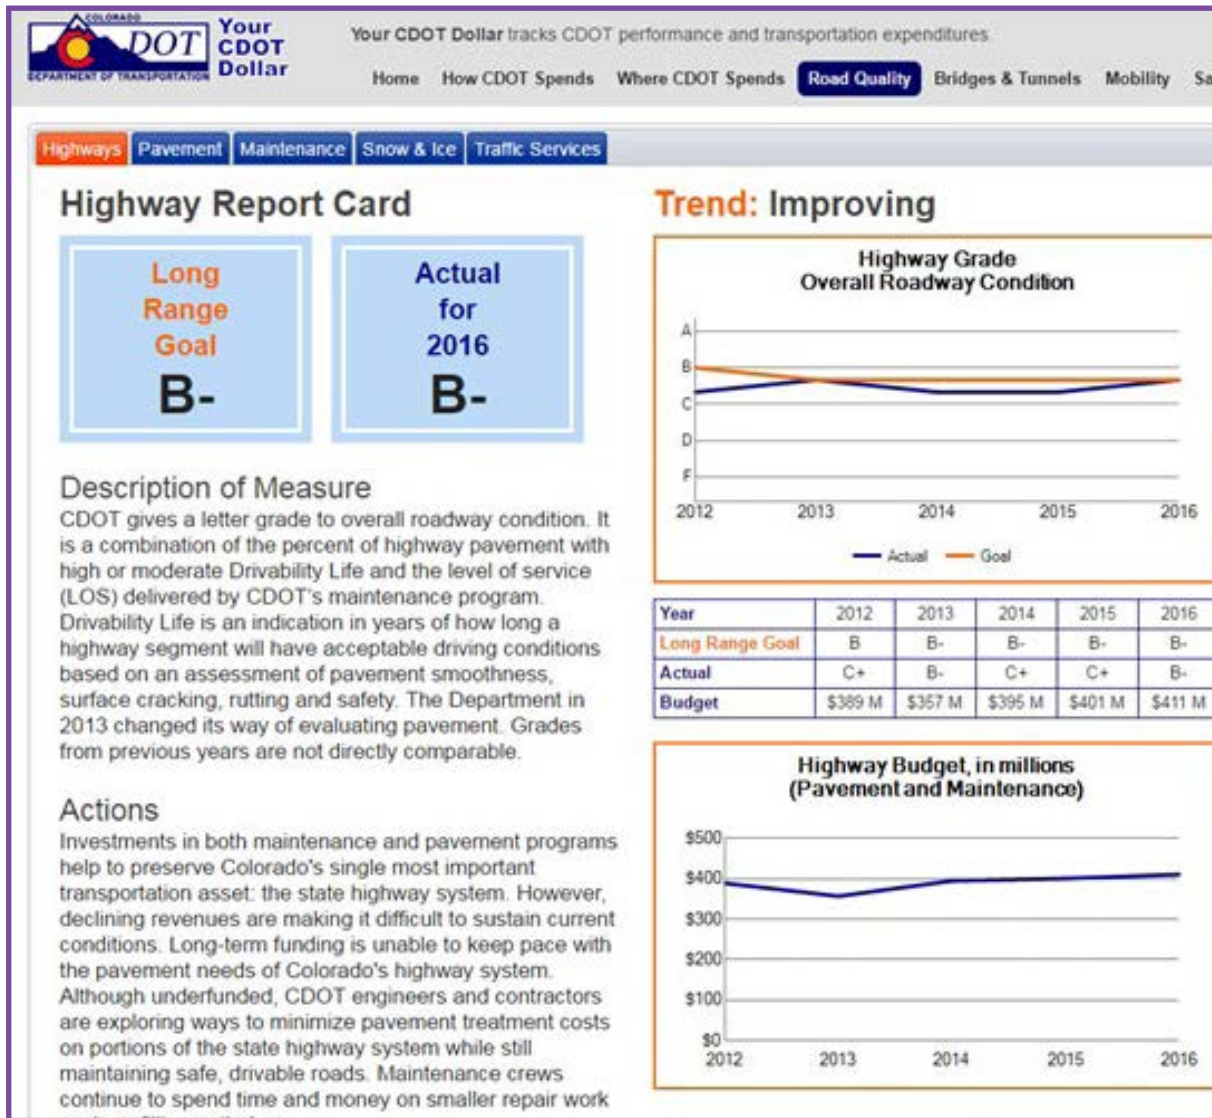 COLORADO
DOT
DEPARTMENT OF TRANSPORTATION
Your
CDOT
Dollar
Your CDOT Dollar tracks CDOT performance and transportation expenditures
Home How CDOT Spends Where CDOT Spends Road Quality Bridges & Tunnels Mobility Sa
Highways Pavement Maintenance Snow & Ice Traffic Services
Highway Report Card
Long
Range
Goal
B-
Actual
for
2016
B-
Description of Measure
CDOT gives a letter grade to overall roadway condition. It
is a combination of the percent of highway pavement with
high or moderate Drivability Life and the level of service
(LOS) delivered by CDOT's maintenance program.
Drivability Life is an indication in years of how long a
highway segment will have acceptable driving conditions
based on an assessment of pavement smoothness,
surface cracking, rutting and safety. The Department in
2013 changed its way of evaluating pavement. Grades
from previous years are not directly comparable.
Actions
Investments in both maintenance and pavement programs
help to preserve Colorado's single most important
transportation asset: the state highway system. However,
declining revenues are making it difficult to sustain current
conditions. Long-term funding is unable to keep pace with
the pavement needs of Colorado's highway system.
Although underfunded, CDOT engineers and contractors
are exploring ways to minimize pavement treatment costs
on portions of the state highway system while still
maintaining safe, drivable roads. Maintenance crews
continue to spend time and money on smaller repair work
Trend: Improving
Highway Grade
Overall Roadway Condition
A
B
C
D
F
2012 2013 2014 2015 2016
Actual Goal
Year 2012 2013 2014 2015 2016
Long Range Goal B B- B- B- B-
Actual C+ B- C+ C+ B-
Budget $389 M $357 M $395 M $401 M $411 M
Highway Budget, in millions
(Pavement and Maintenance)
$500
$400
$300
$200
$100
$0
2012 2013 2014 2015 2016